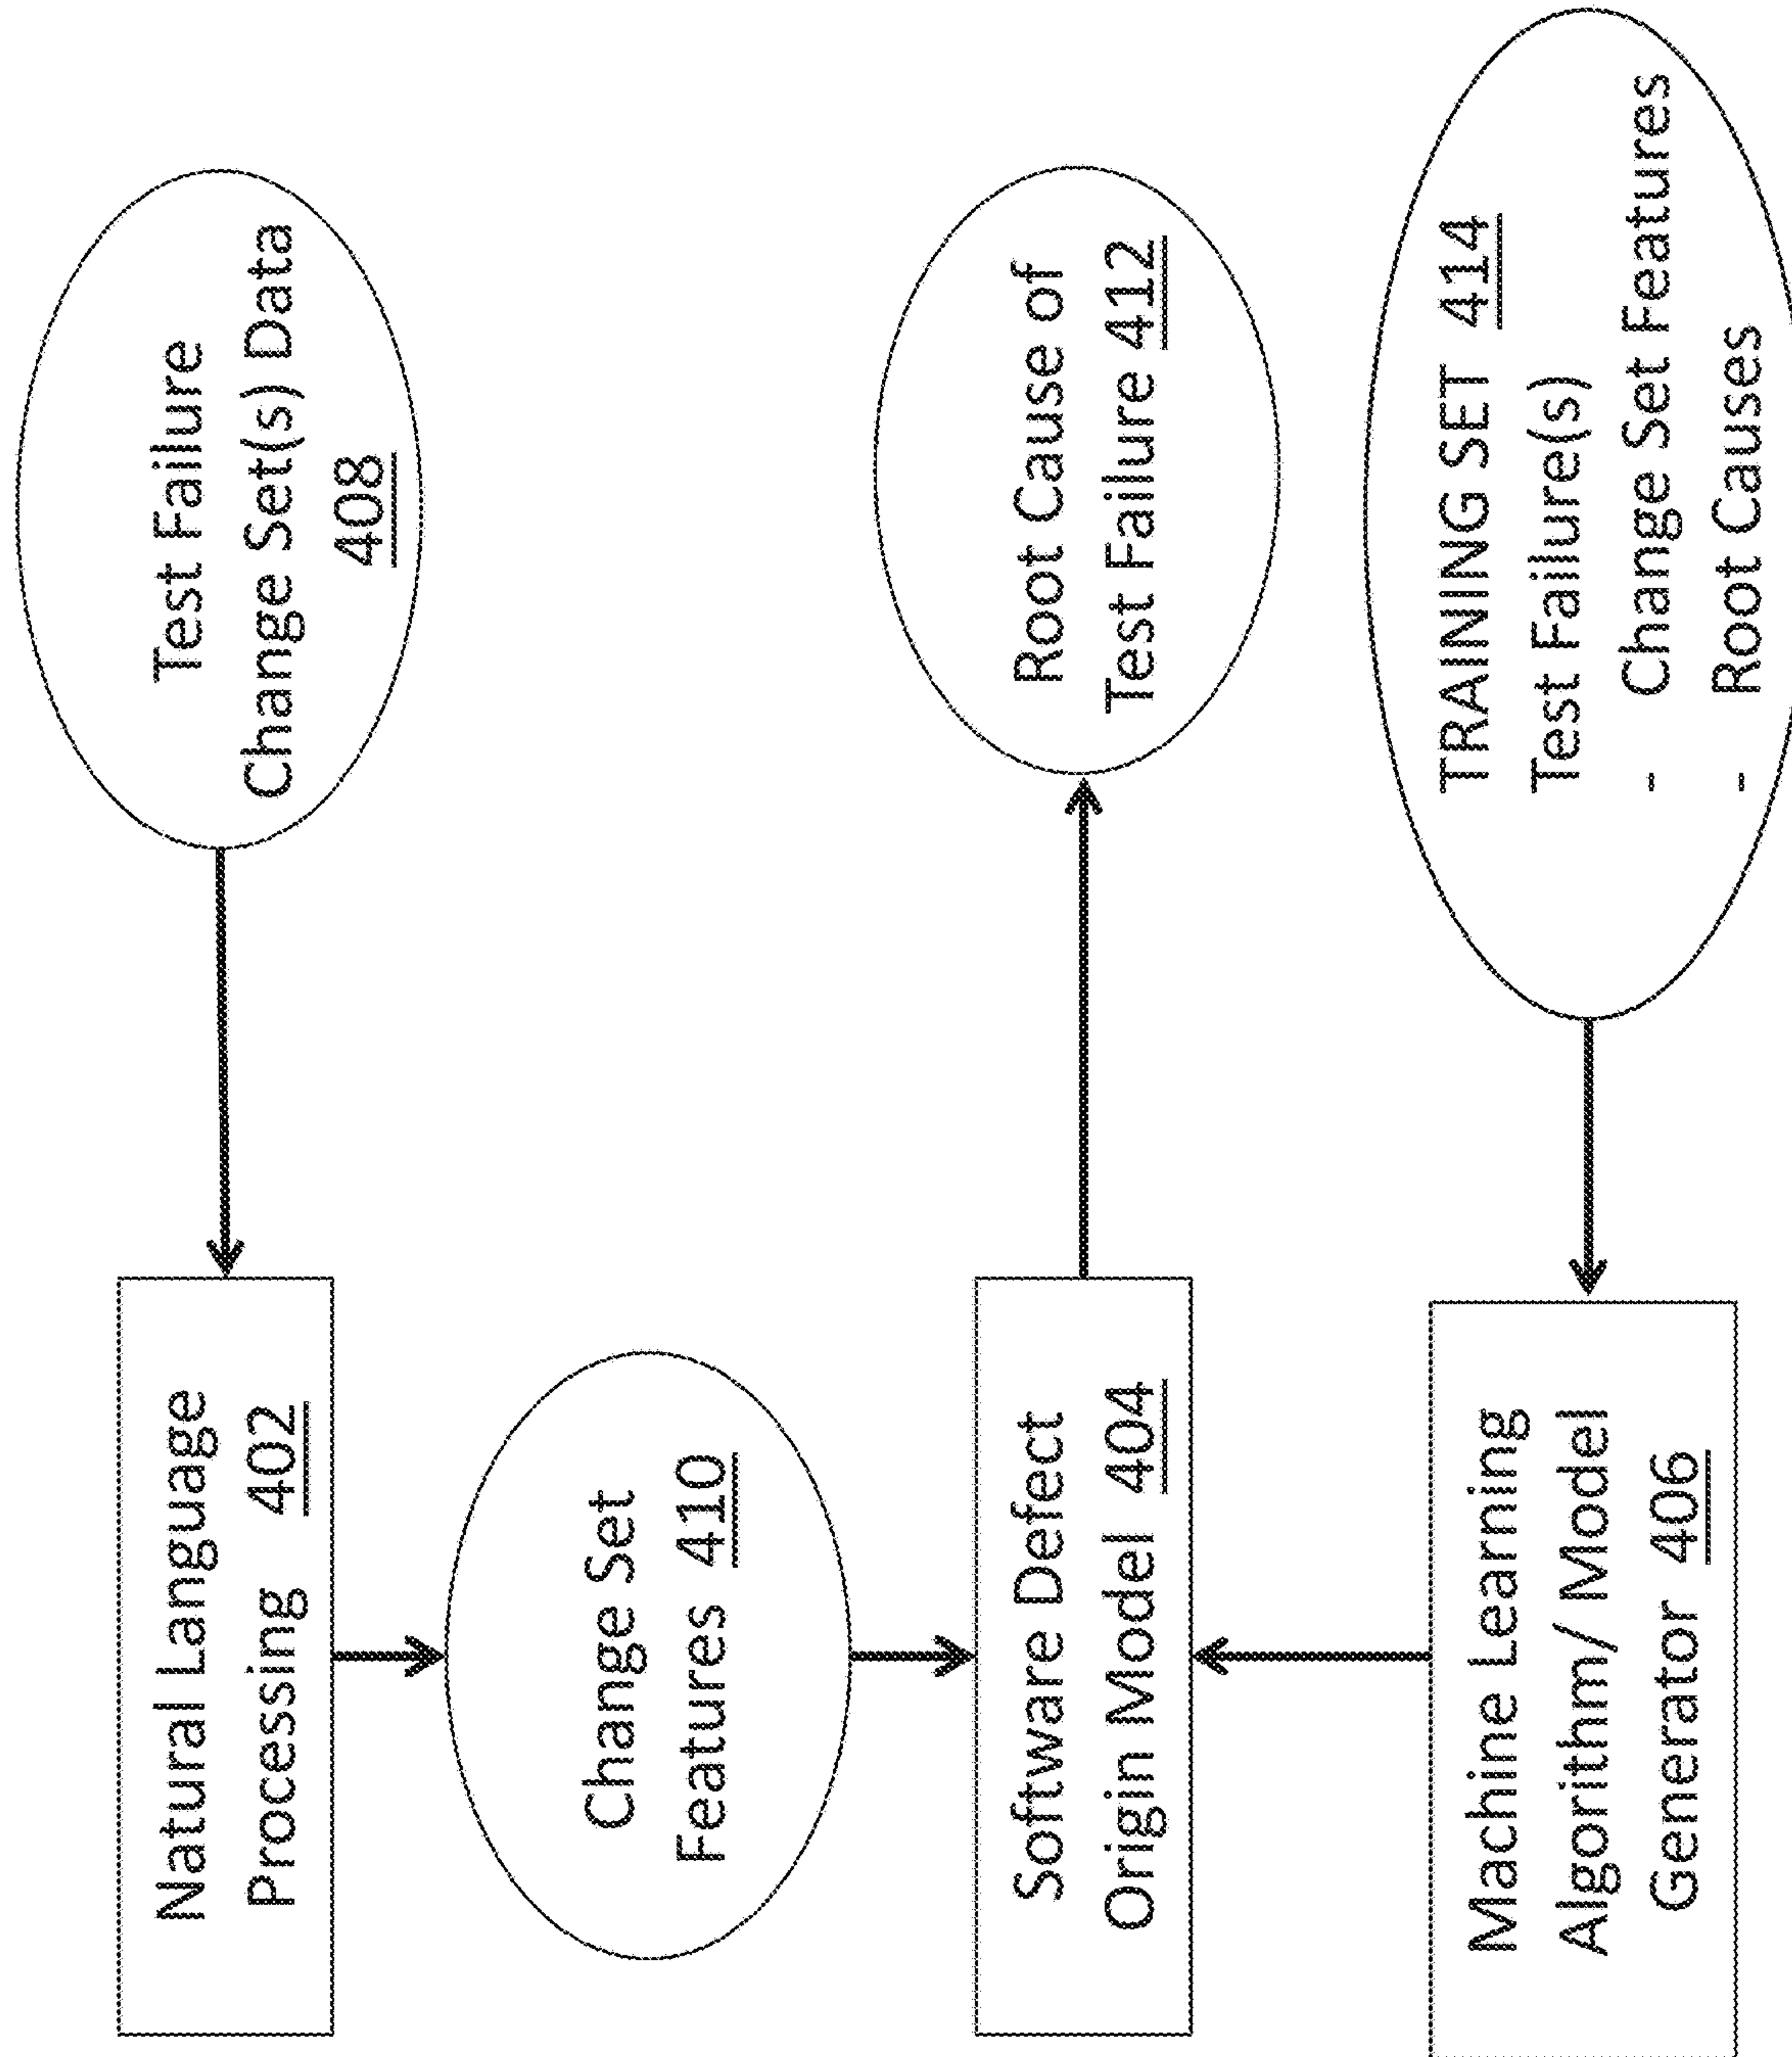 Natural Language
Processing 402
Test Failure
Change Set(s) Data
408
Change Set
Features 410
Software Defect
Origin Model 404
Root Cause of
Test Failure 412
Machine Learning
Algorithm/ Model
Generator 406
TRAINING SET 414
Test Failure(s)
- Change Set Features
- Root Causes